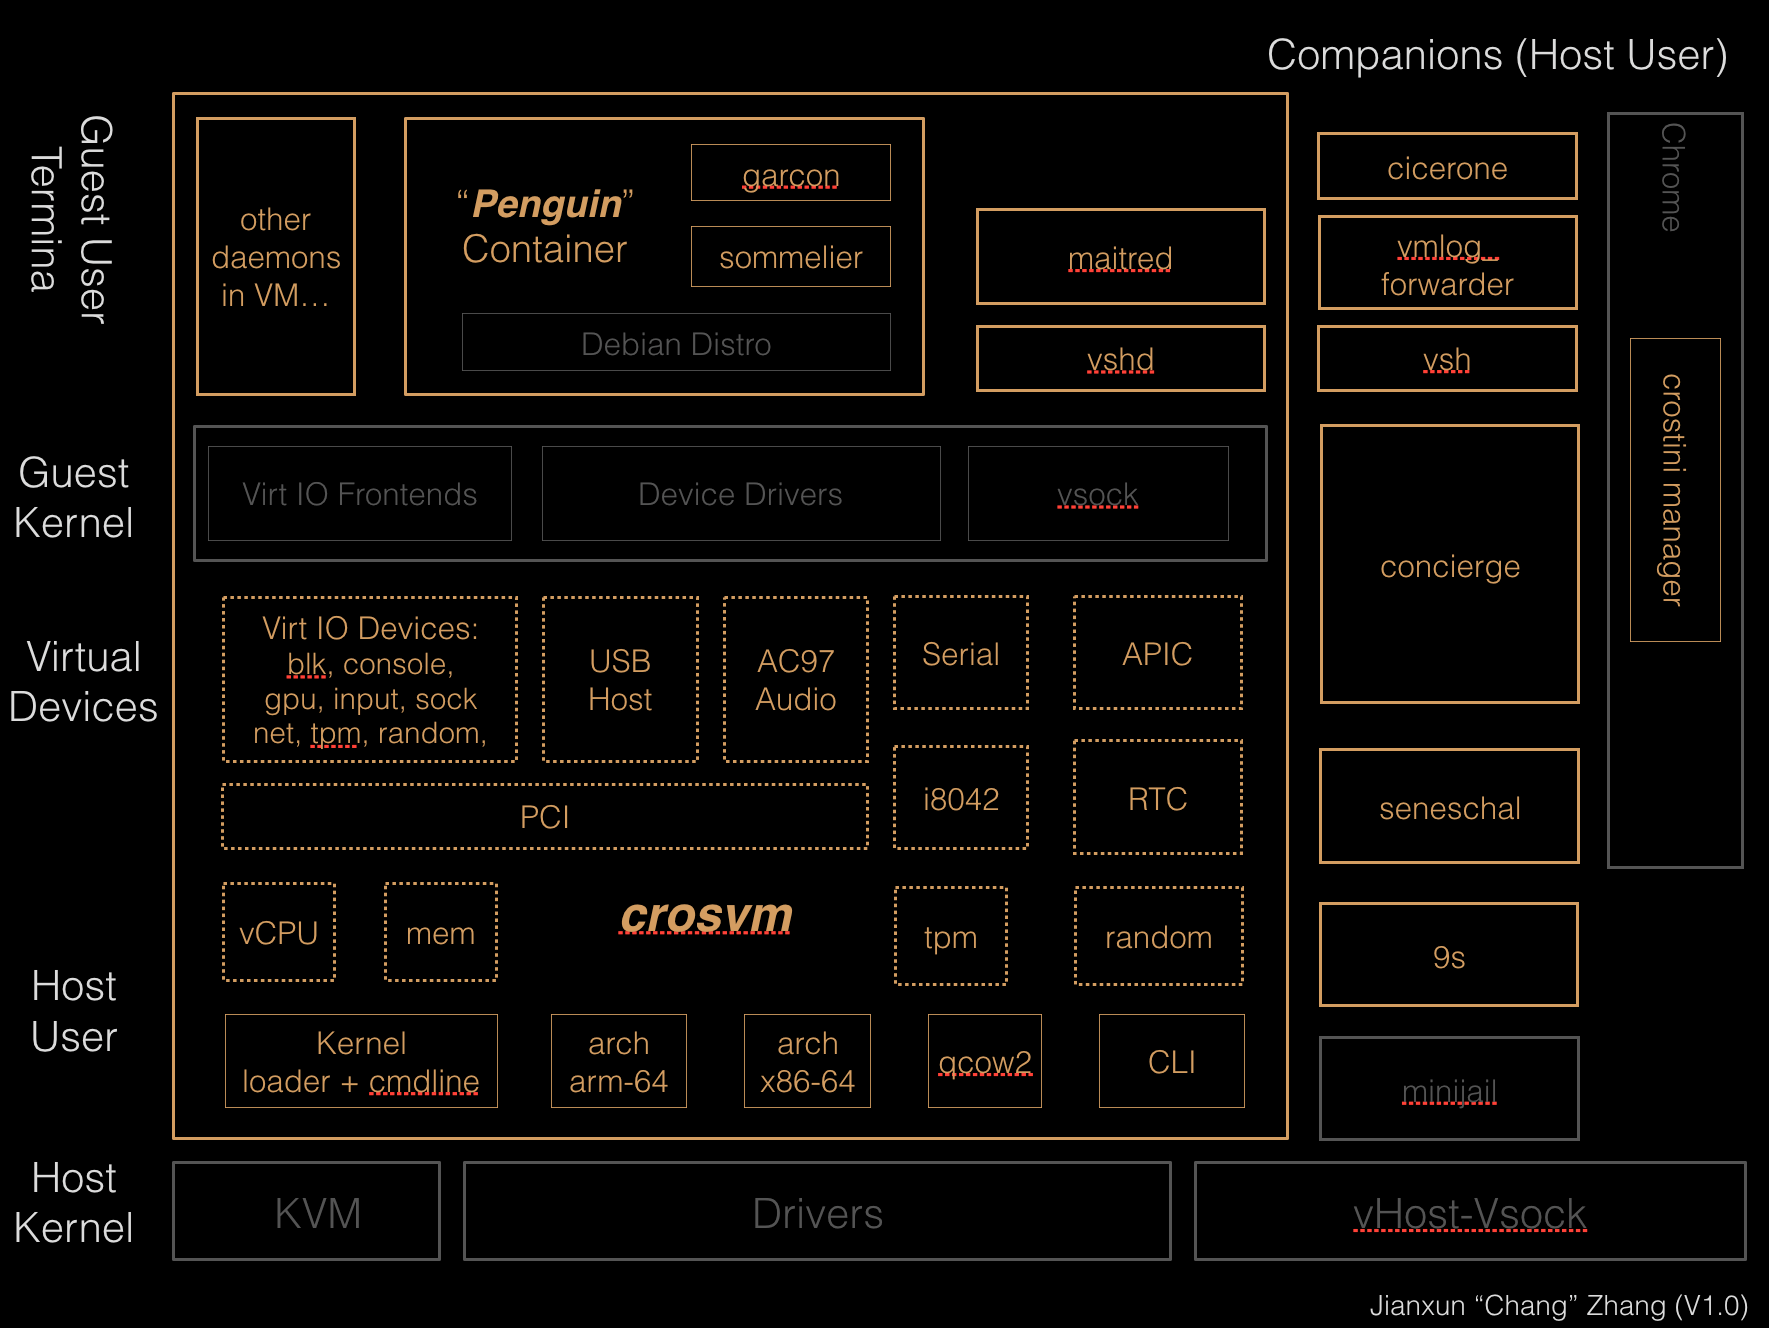 Companions (Host User)
Guest User
Termina
other
daemons
in VM...
“Penguin”
Container
garcon
sommelier
Debian Distro
maitred
vshd
cicerone
vmlog_
forwarder
vsh
Chrome
crostini manager
Guest
Kernel
Virt IO Frontends
Device Drivers
vsock
concierge
Virtual
Devices
Virt IO Devices:
blk, console,
gpu, input, sock
net, tpm, random,
USB
Host
AC97
Audio
Serial
APIC
PCI
i8042
RTC
seneschal
Host
User
vCPU
mem
crosvm
tpm
random
9s
Kernel
loader + cmdline
arch
arm-64
arch
x86-64
qcow2
CLI
minijail
Host
Kernel
KVM
Drivers
vHost-Vsock
Jianxun “Chang” Zhang (V1.0)